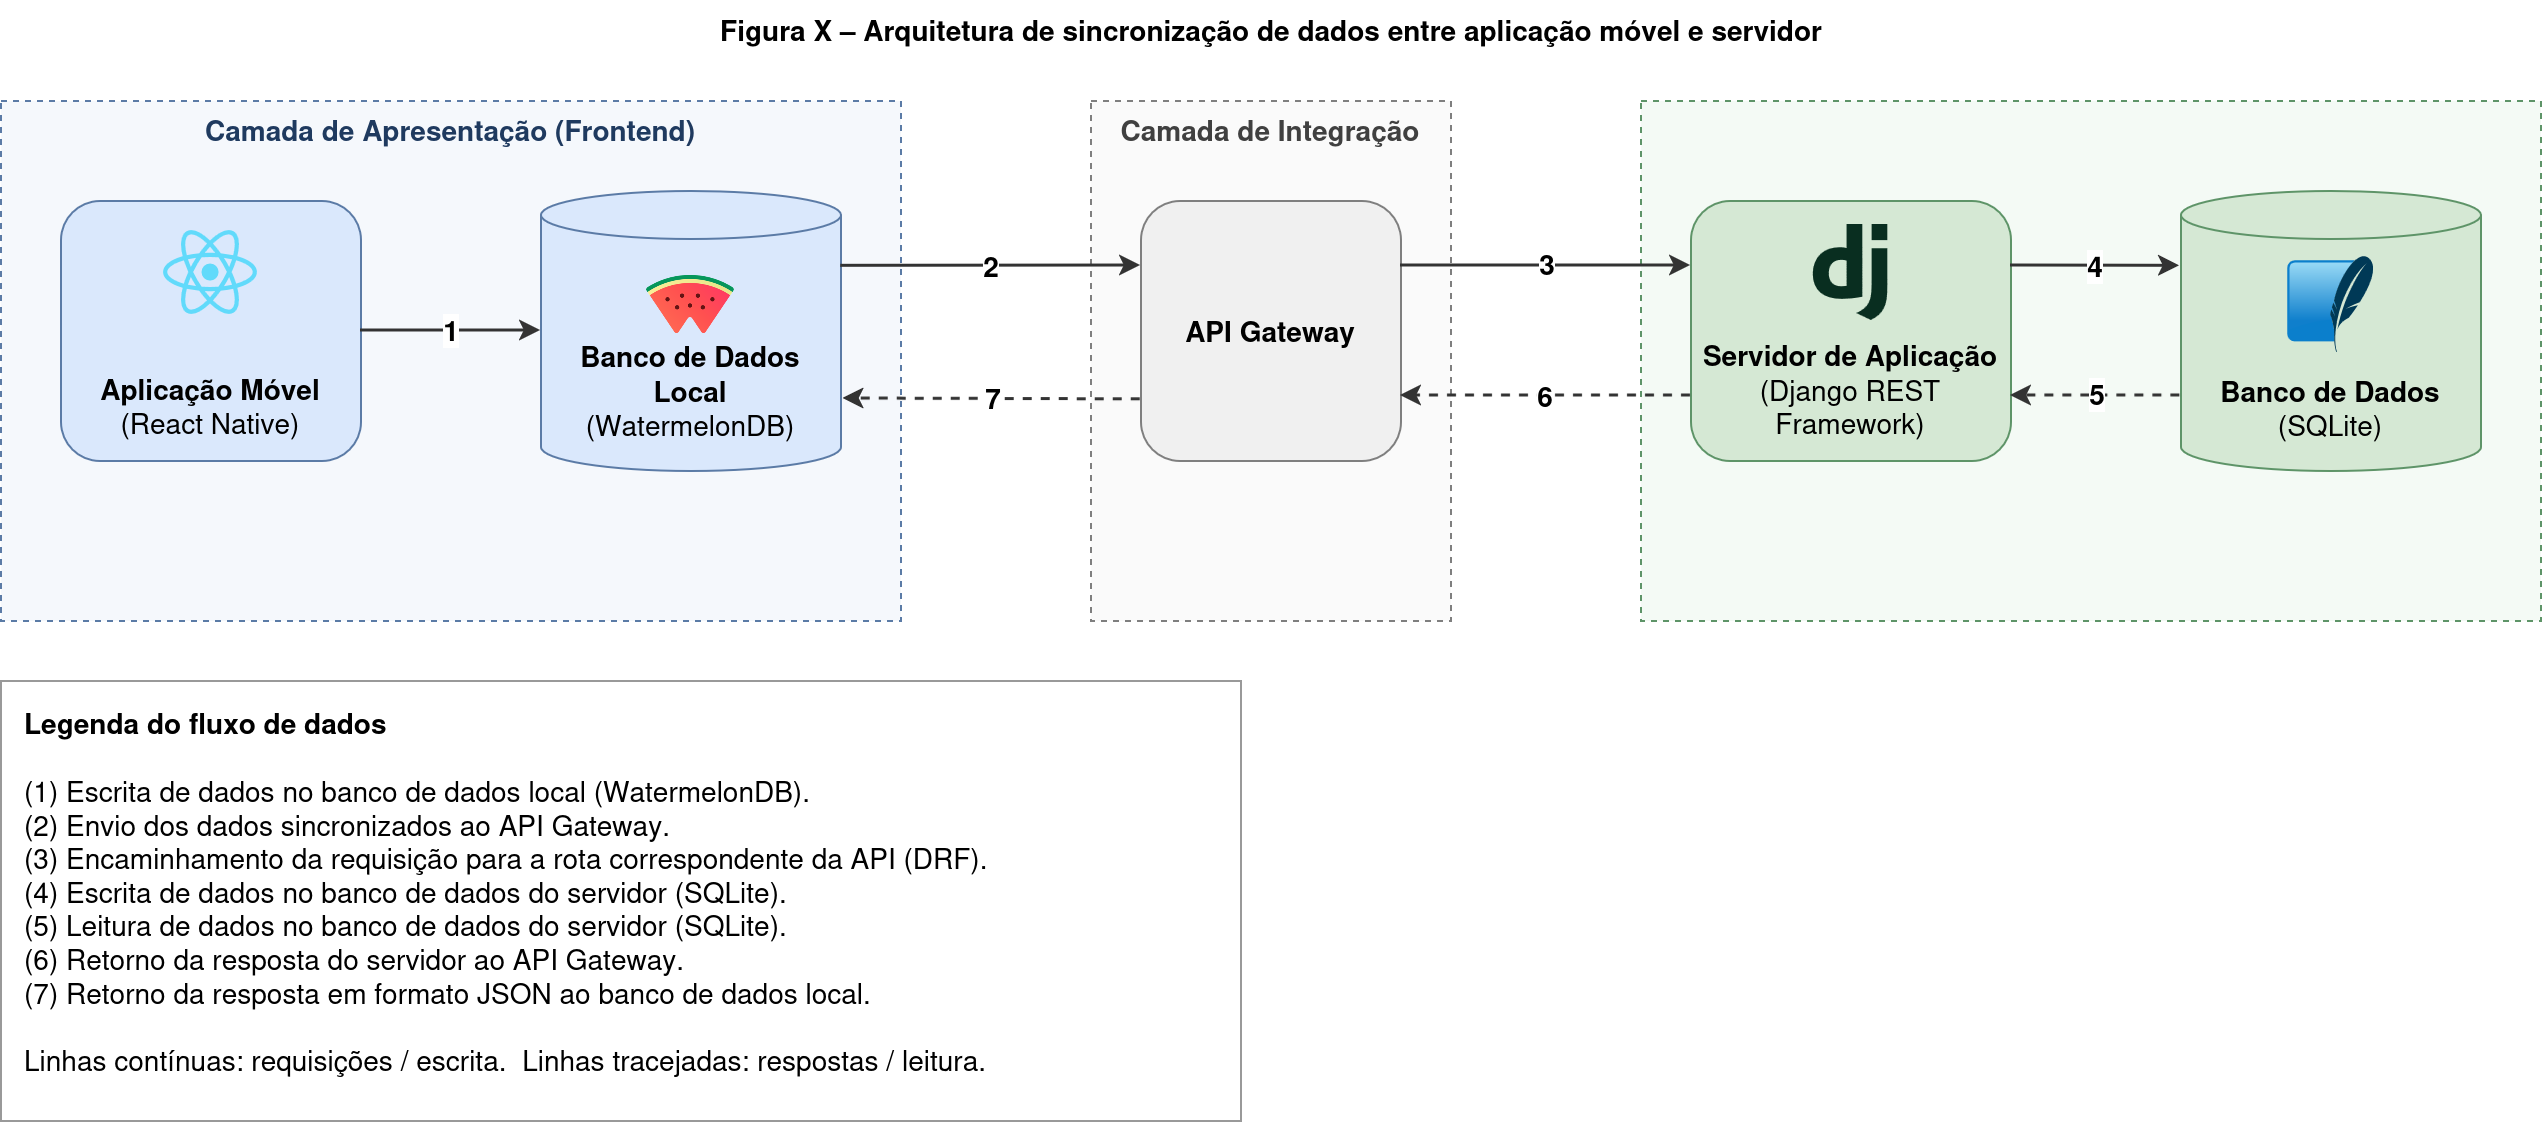 Figura X – Arquitetura de sincronização de dados entre aplicação móvel e servidor
Camada de Apresentação (Frontend)
Aplicação Móvel
(React Native)
1
Banco de Dados
Local
(WatermelonDB)
2
7
Camada de Integração
API Gateway
3
6
dj
Servidor de Aplicação
(Django REST
Framework)
4
5
Banco de Dados
(SQLite)
Legenda do fluxo de dados
(1) Escrita de dados no banco de dados local (WatermelonDB).
(2) Envio dos dados sincronizados ao API Gateway.
(3) Encaminhamento da requisição para a rota correspondente da API (DRF).
(4) Escrita de dados no banco de dados do servidor (SQLite).
(5) Leitura de dados no banco de dados do servidor (SQLite).
(6) Retorno da resposta do servidor ao API Gateway.
(7) Retorno da resposta em formato JSON ao banco de dados local.
Linhas contínuas: requisições / escrita.  Linhas tracejadas: respostas / leitura.